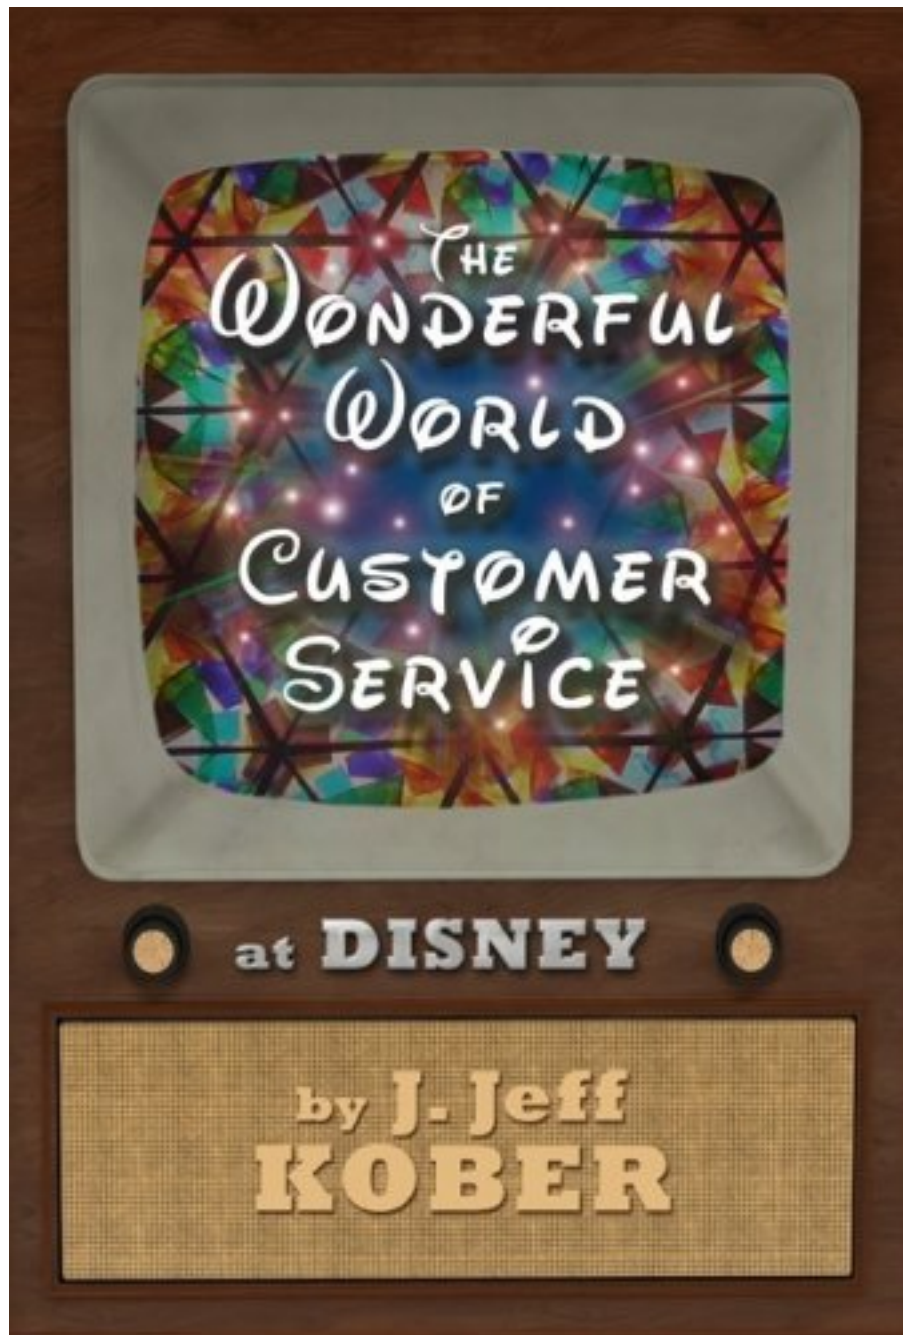 The
Wonderful
World
of
Customer
Service
at DISNEY
by J. Jeff
KOBER